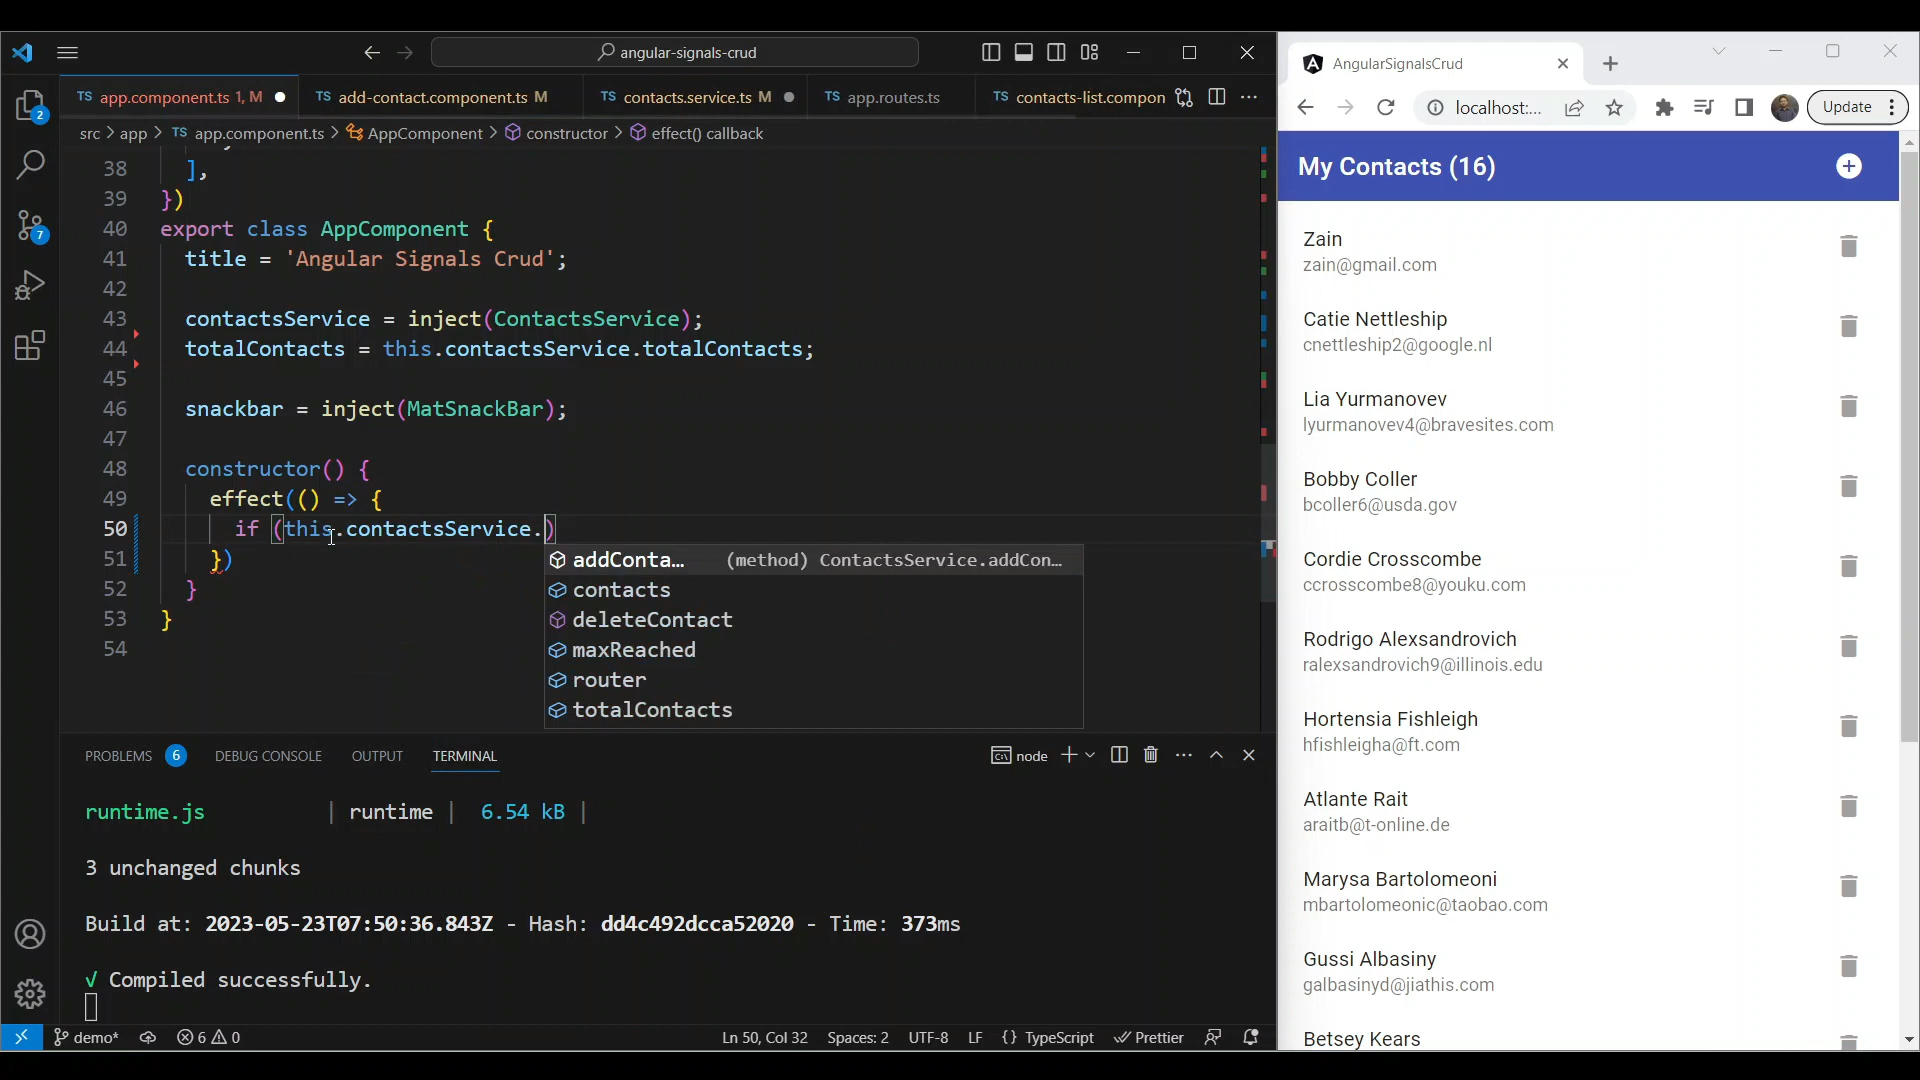 angular-signals-crud
TS app.component.ts 1, M
TS add-contact.component.ts M
TS contacts.service.ts M
TS app.routes.ts
TS contacts-list.compon
src > app > TS app.component.ts > AppComponent > constructor > effect() callback
38 ],
39 })
40 export class AppComponent {
41 title = 'Angular Signals Crud';
42
43 contactsService = inject(ContactsService);
44 totalContacts = this.contactsService.totalContacts;
45
46 snackbar = inject(MatSnackBar);
47
48 constructor() {
49 effect(() => {
50 if (this.contactsService.)
51 })
52 }
53 }
54
addConta… (method) ContactsService.addCon…
contacts
deleteContact
maxReached
router
totalContacts
2
7
PROBLEMS 6 DEBUG CONSOLE OUTPUT TERMINAL
node
runtime.js | runtime | 6.54 kB |
3 unchanged chunks
Build at: 2023-05-23T07:50:36.843Z - Hash: dd4c492dcca52020 - Time: 373ms
√ Compiled successfully.
demo* 6 0 Ln 50, Col 32 Spaces: 2 UTF-8 LF {} TypeScript Prettier
AngularSignalsCrud
localhost:...
Update
My Contacts (16)
Zain
zain@gmail.com
Catie Nettleship
cnettleship2@google.nl
Lia Yurmanovev
lyurmanovev4@bravesites.com
Bobby Coller
bcoller6@usda.gov
Cordie Crosscombe
ccrosscombe8@youku.com
Rodrigo Alexsandrovich
ralexsandrovich9@illinois.edu
Hortensia Fishleigh
hfishleigha@ft.com
Atlante Rait
araitb@t-online.de
Marysa Bartolomeoni
mbartolomeonic@taobao.com
Gussi Albasiny
galbasinyd@jiathis.com
Betsey Kears